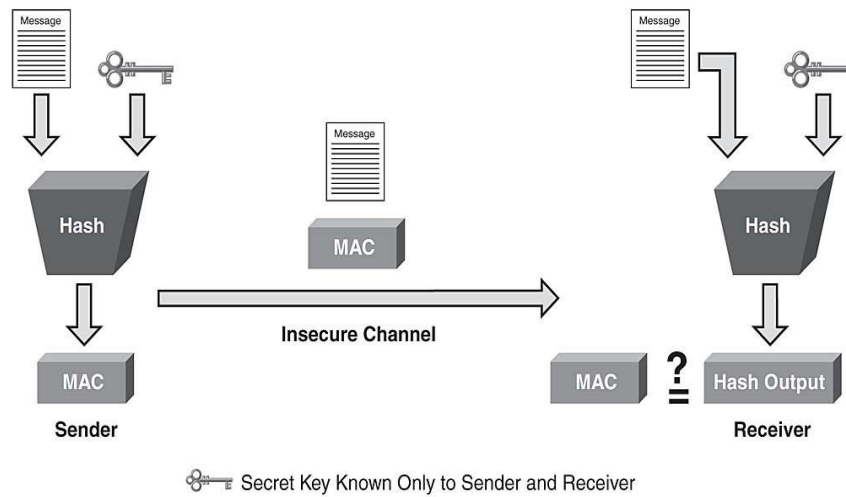 Message
Message
Hash
Message
MAC
Hash
Insecure Channel
MAC
MAC
?
=
Hash Output
Sender
Receiver
Secret Key Known Only to Sender and Receiver